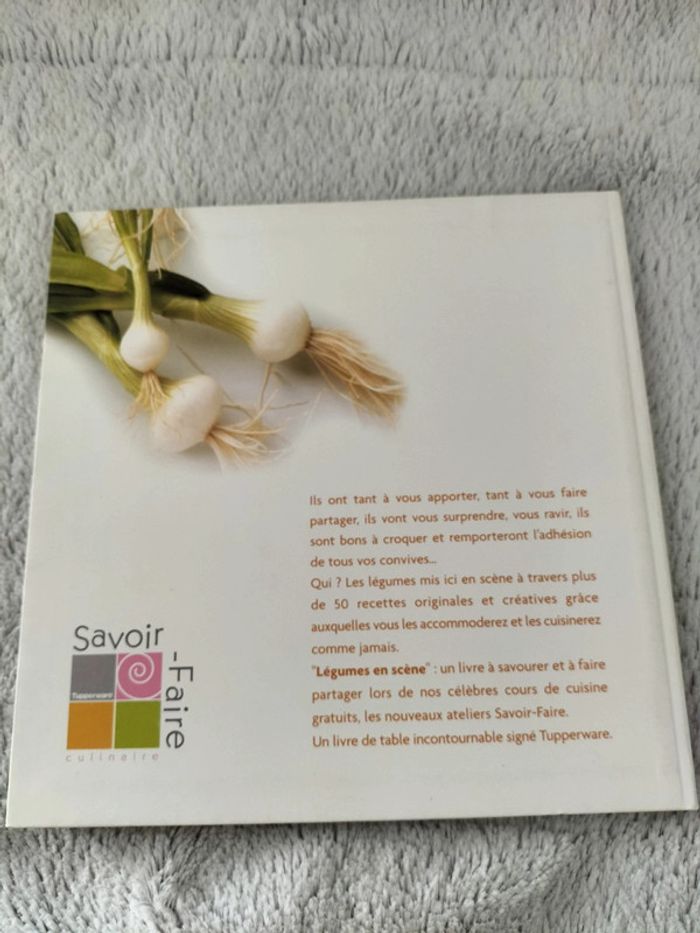 Ils ont tant à vous apporter, tant à vous faire
partager, ils vont vous surprendre, vous ravir, ils
sont bons à croquer et remporteront l'adhésion
de tous vos convives...
Qui ? Les légumes mis ici en scène à travers plus
de 50 recettes originales et créatives grâce
auxquelles vous les accommoderez et les cuisinerez
comme jamais.
"Légumes en scène" : un livre à savourer et à faire
partager lors de nos célèbres cours de cuisine
gratuits, les nouveaux ateliers Savoir-Faire.
Un livre de table incontournable signé Tupperware.
Savoir
-Faire
Tupperware
culinaire